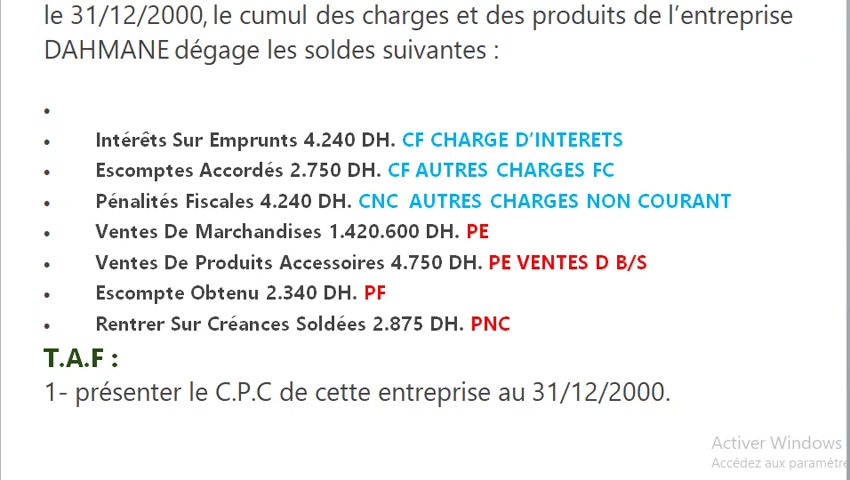 le 31/12/2000, le cumul des charges et des produits de l'entreprise
DAHMANE dégage les soldes suivantes :
•
• Intérêts Sur Emprunts 4.240 DH. CF CHARGE D'INTERETS
• Escomptes Accordés 2.750 DH. CF AUTRES CHARGES FC
• Pénalités Fiscales 4.240 DH. CNC AUTRES CHARGES NON COURANT
• Ventes De Marchandises 1.420.600 DH. PE
• Ventes De Produits Accessoires 4.750 DH. PE VENTES D B/S
• Escompte Obtenu 2.340 DH. PF
• Rentrer Sur Créances Soldées 2.875 DH. PNC
T.A.F :
1- présenter le C.P.C de cette entreprise au 31/12/2000.
Activer Windows
Accédez aux paramètre